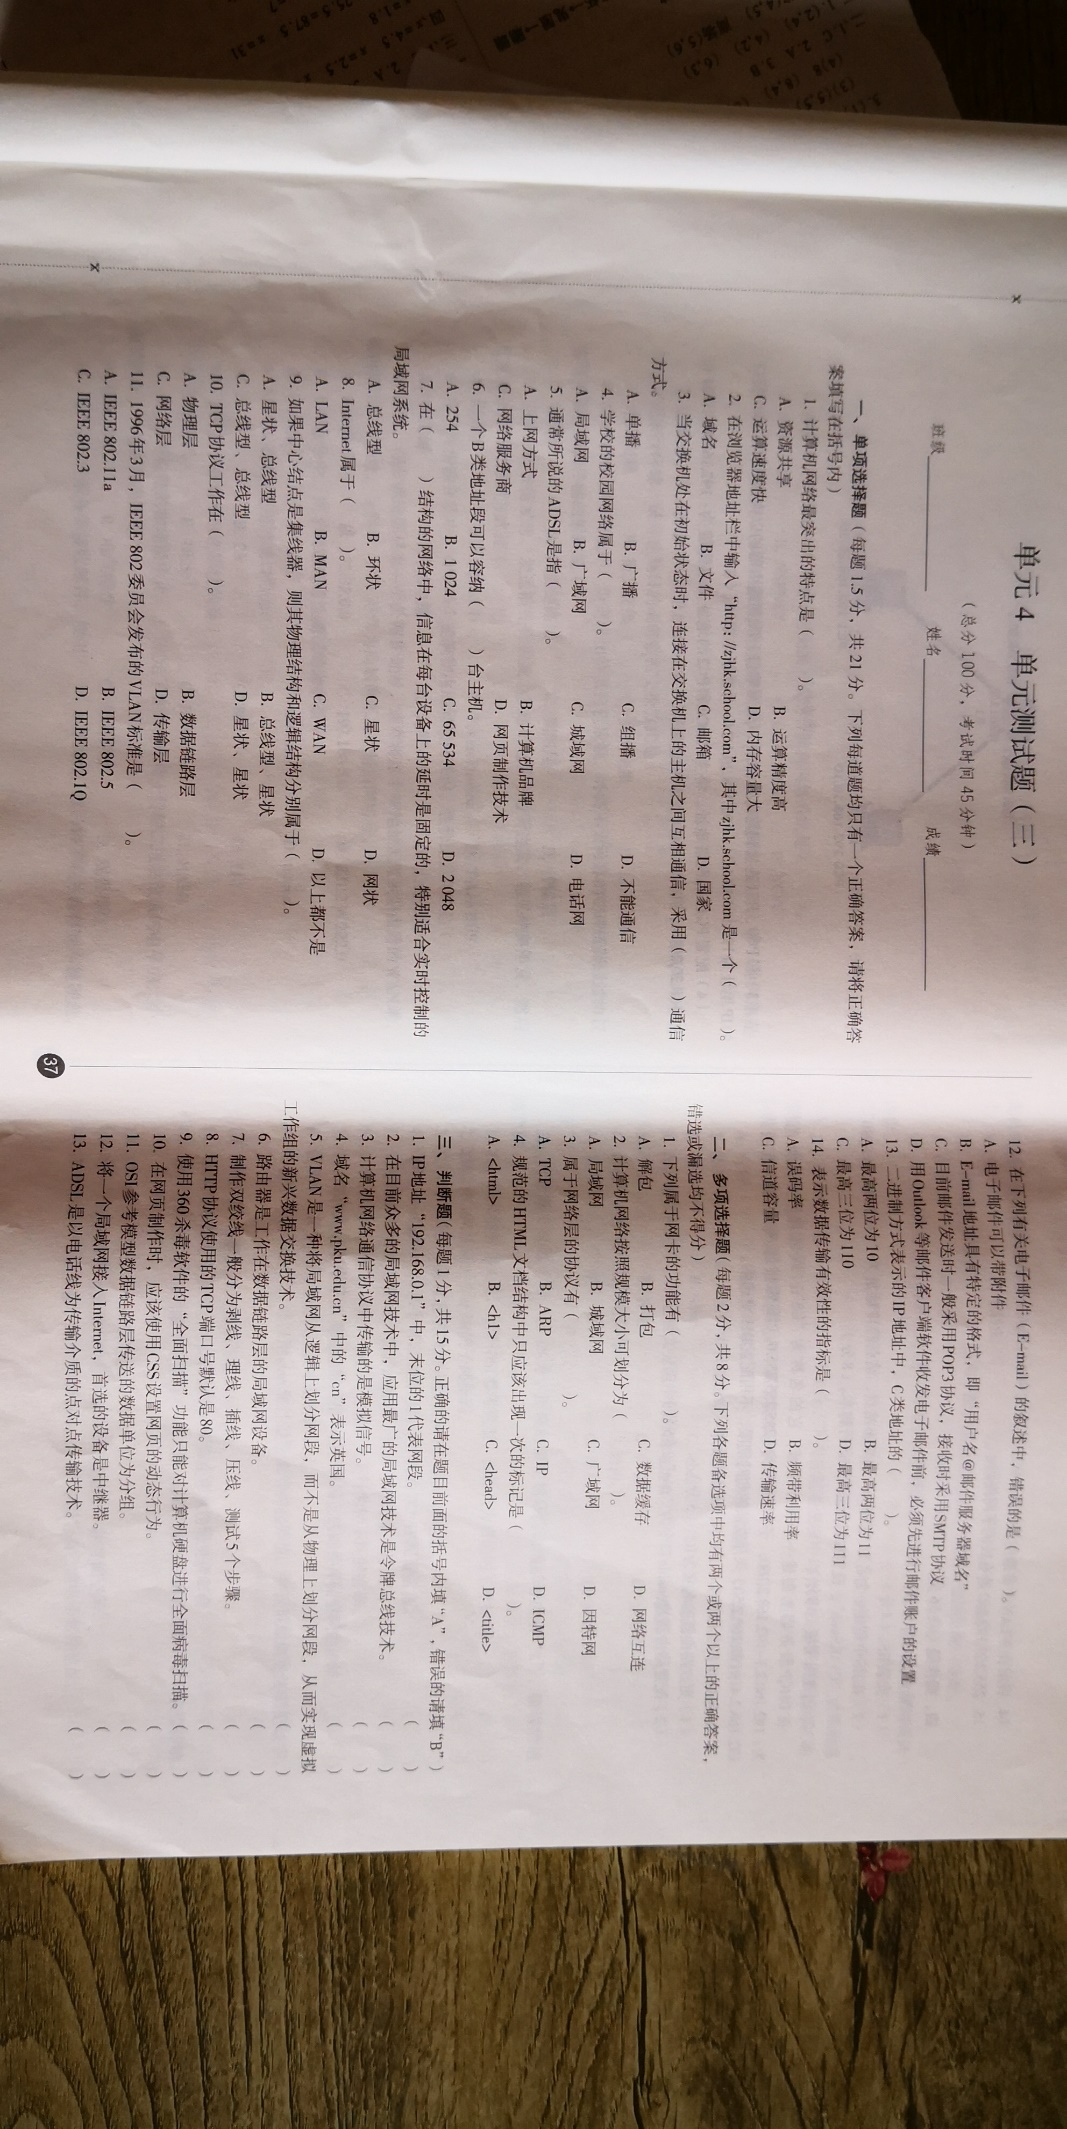 单元4 单元测试题（三）
（总分100分，考试时间45分钟）
班级 姓名 成绩
一、单项选择题（每题1.5分，共21分。下列每道题均只有一个正确答案，请将正确答
案填写在括号内）
1. 计算机网络最突出的特点是（ ）。
A. 资源共享 B. 运算精度高
C. 运算速度快 D. 内存容量大
2. 在浏览器地址栏中输入“http: //zjhk.school.com”，其中zjhk.school.com是一个（ ）。
A. 域名 B. 文件 C. 邮箱 D. 国家
3. 当交换机处在初始状态时，连接在交换机上的主机之间互相通信，采用（ ）通信
方式。
A. 单播 B. 广播 C. 组播 D. 不能通信
4. 学校的校园网络属于（ ）。
A. 局域网 B. 广域网 C. 城域网 D. 电话网
5. 通常所说的ADSL是指（ ）。
A. 上网方式 B. 计算机品牌
C. 网络服务商 D. 网页制作技术
6. 一个B类地址段可以容纳（ ）台主机。
A. 254 B. 1 024 C. 65 534 D. 2 048
7. 在（ ）结构的网络中，信息在每台设备上的延时是固定的，特别适合实时控制的
局域网系统。
A. 总线型 B. 环状 C. 星状 D. 网状
8. Internet属于（ ）。
A. LAN B. MAN C. WAN D. 以上都不是
9. 如果中心结点是集线器，则其物理结构和逻辑结构分别属于（ ）。
A. 星状、总线型 B. 总线型、星状
C. 总线型、总线型 D. 星状、星状
10. TCP协议工作在（ ）。
A. 物理层 B. 数据链路层
C. 网络层 D. 传输层
11. 1996年3月，IEEE 802委员会发布的VLAN标准是（ ）。
A. IEEE 802.11a B. IEEE 802.5
C. IEEE 802.3 D. IEEE 802.1Q
37
12. 在下列有关电子邮件（E-mail）的叙述中，错误的是（ ）。
A. 电子邮件可以带附件
B. E-mail地址具有特定的格式，即“用户名@邮件服务器域名”
C. 目前邮件发送时一般采用POP3协议，接收时采用SMTP协议
D. 用Outlook等邮件客户端软件收发电子邮件前，必须先进行邮件账户的设置
13. 二进制方式表示的IP地址中，C类地址的（ ）。
A. 最高两位为10 B. 最高两位为11
C. 最高三位为110 D. 最高三位为111
14. 表示数据传输有效性的指标是（ ）。
A. 误码率 B. 频带利用率
C. 信道容量 D. 传输速率
二、多项选择题（每题2分，共8分。下列各题备选项中均有两个或两个以上的正确答案，
错选或漏选均不得分）
1. 下列属于网卡的功能有（ ）。
A. 解包 B. 打包 C. 数据缓存 D. 网络互连
2. 计算机网络按照规模大小可划分为（ ）。
A. 局域网 B. 城域网 C. 广域网 D. 因特网
3. 属于网络层的协议有（ ）。
A. TCP B. ARP C. IP D. ICMP
4. 规范的HTML文档结构中只应该出现一次的标记是（ ）。
A. <html> B. <h1> C. <head> D. <title>
三、判断题（每题1分，共15分。正确的请在题目前面的括号内填“A”，错误的请填“B”）
1. IP地址“192.168.0.1”中，末位的1代表网段。 （ ）
2. 在目前众多的局域网技术中，应用最广的局域网技术是令牌总线技术。 （ ）
3. 计算机网络通信协议中传输的是模拟信号。 （ ）
4. 域名“www.pku.edu.cn”中的“cn”表示英国。 （ ）
5. VLAN是一种将局域网从逻辑上划分网段，而不是从物理上划分网段，从而实现虚拟
工作组的新兴数据交换技术。 （ ）
6. 路由器是工作在数据链路层的局域网设备。 （ ）
7. 制作双绞线一般分为剥线、理线、插线、压线、测试5个步骤。 （ ）
8. HTTP协议使用的TCP端口号默认是80。 （ ）
9. 使用360杀毒软件的“全面扫描”功能只能对计算机硬盘进行全面病毒扫描。 （ ）
10. 在网页制作时，应该使用CSS设置网页的动态行为。 （ ）
11. OSI参考模型数据链路层传送的数据单位为分组。 （ ）
12. 将一个局域网接入Internet，首选的设备是中继器。 （ ）
13. ADSL是以电话线为传输介质的点对点传输技术。 （ ）